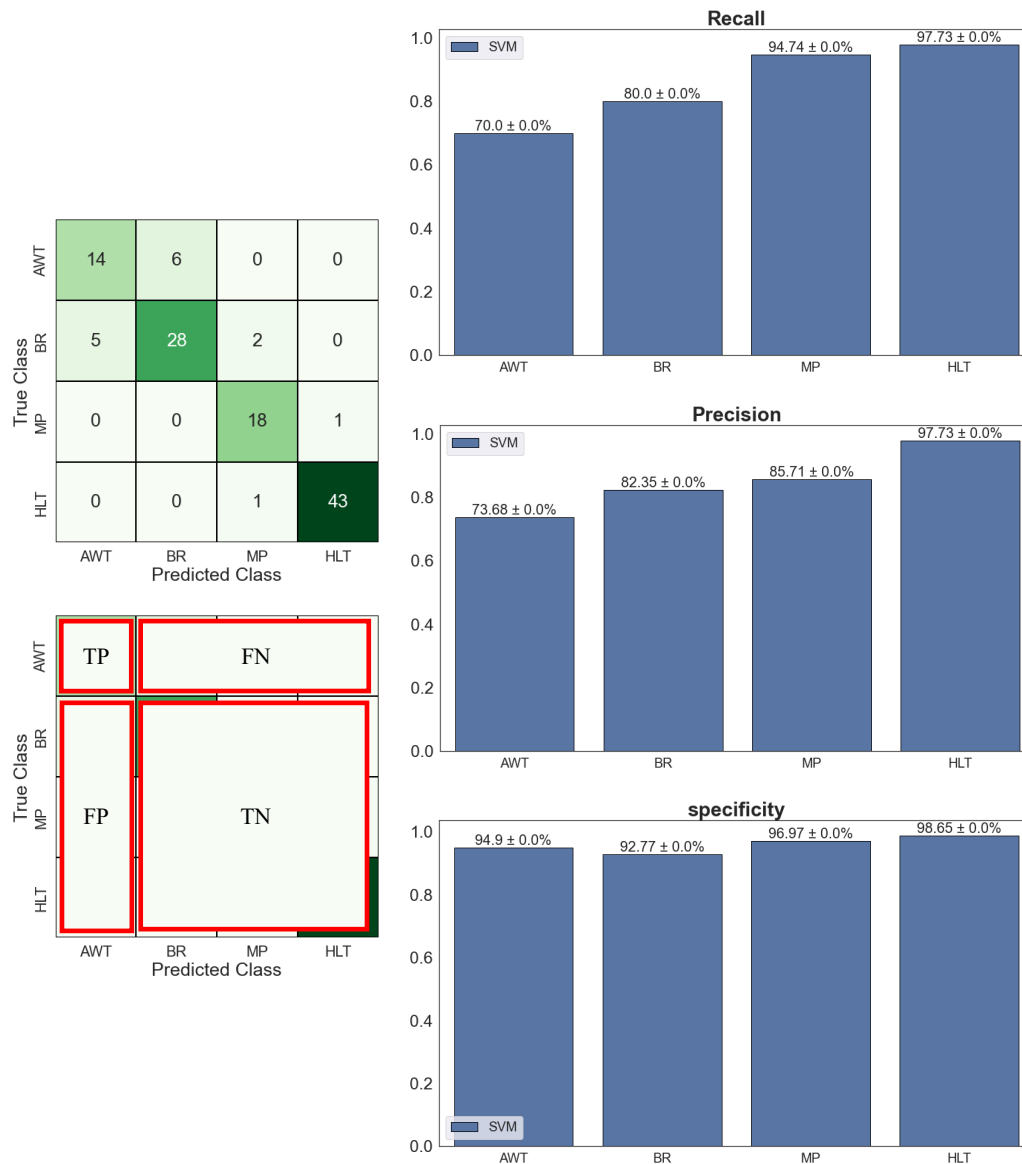 Recall
SVM
1.0
0.8
0.6
0.4
0.2
0.0
70.0 ± 0.0%
80.0 ± 0.0%
94.74 ± 0.0%
97.73 ± 0.0%
AWT BR MP HLT
True Class
AWT 14 6 0 0
BR 5 28 2 0
MP 0 0 18 1
HLT 0 0 1 43
AWT BR MP HLT
Predicted Class
Precision
SVM
1.0
0.8
0.6
0.4
0.2
0.0
73.68 ± 0.0%
82.35 ± 0.0%
85.71 ± 0.0%
97.73 ± 0.0%
AWT BR MP HLT
True Class
AWT TP FN
BR
MP FP TN
HLT
AWT BR MP HLT
Predicted Class
specificity
1.0
0.8
0.6
0.4
0.2
0.0
94.9 ± 0.0%
92.77 ± 0.0%
96.97 ± 0.0%
98.65 ± 0.0%
SVM
AWT BR MP HLT